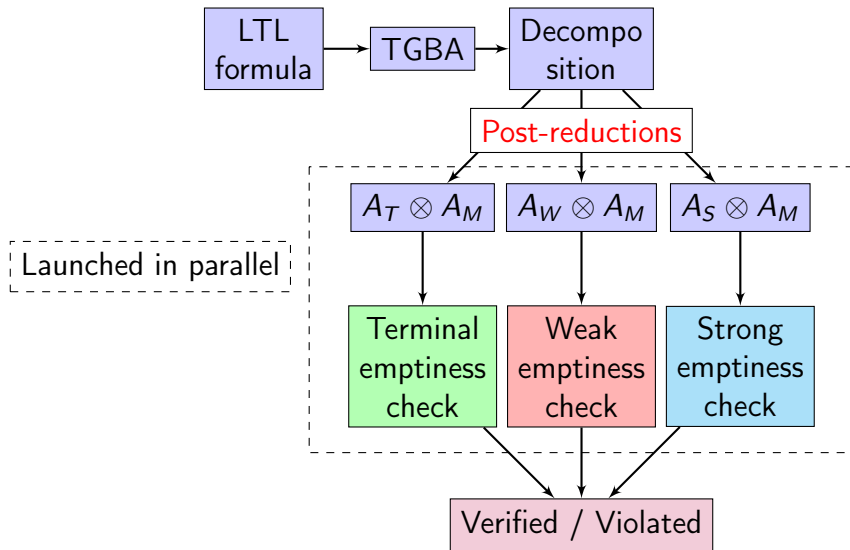 LTL
formula
TGBA
Decompo
sition
Post-reductions
A_T ⊗ A_M
A_W ⊗ A_M
A_S ⊗ A_M
Launched in parallel
Terminal
emptiness
check
Weak
emptiness
check
Strong
emptiness
check
Verified / Violated